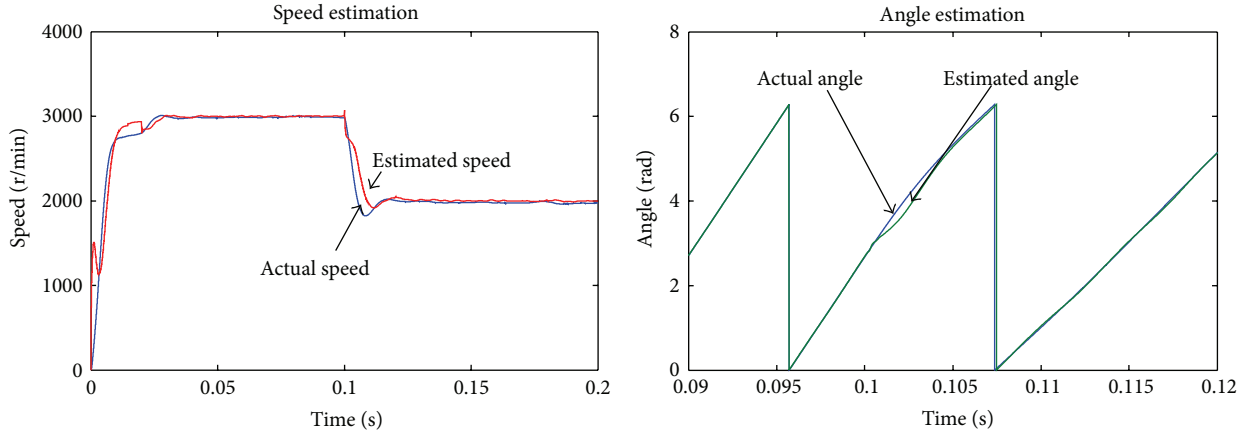 Speed estimation
4000
3000
2000
1000
0
Speed (r/min)
Estimated speed
Actual speed
0 0.05 0.1 0.15 0.2
Time (s)
Angle estimation
8
6
4
2
0
Angle (rad)
Actual angle
Estimated angle
0.09 0.095 0.1 0.105 0.107 0.11 0.115 0.12
Time (s)